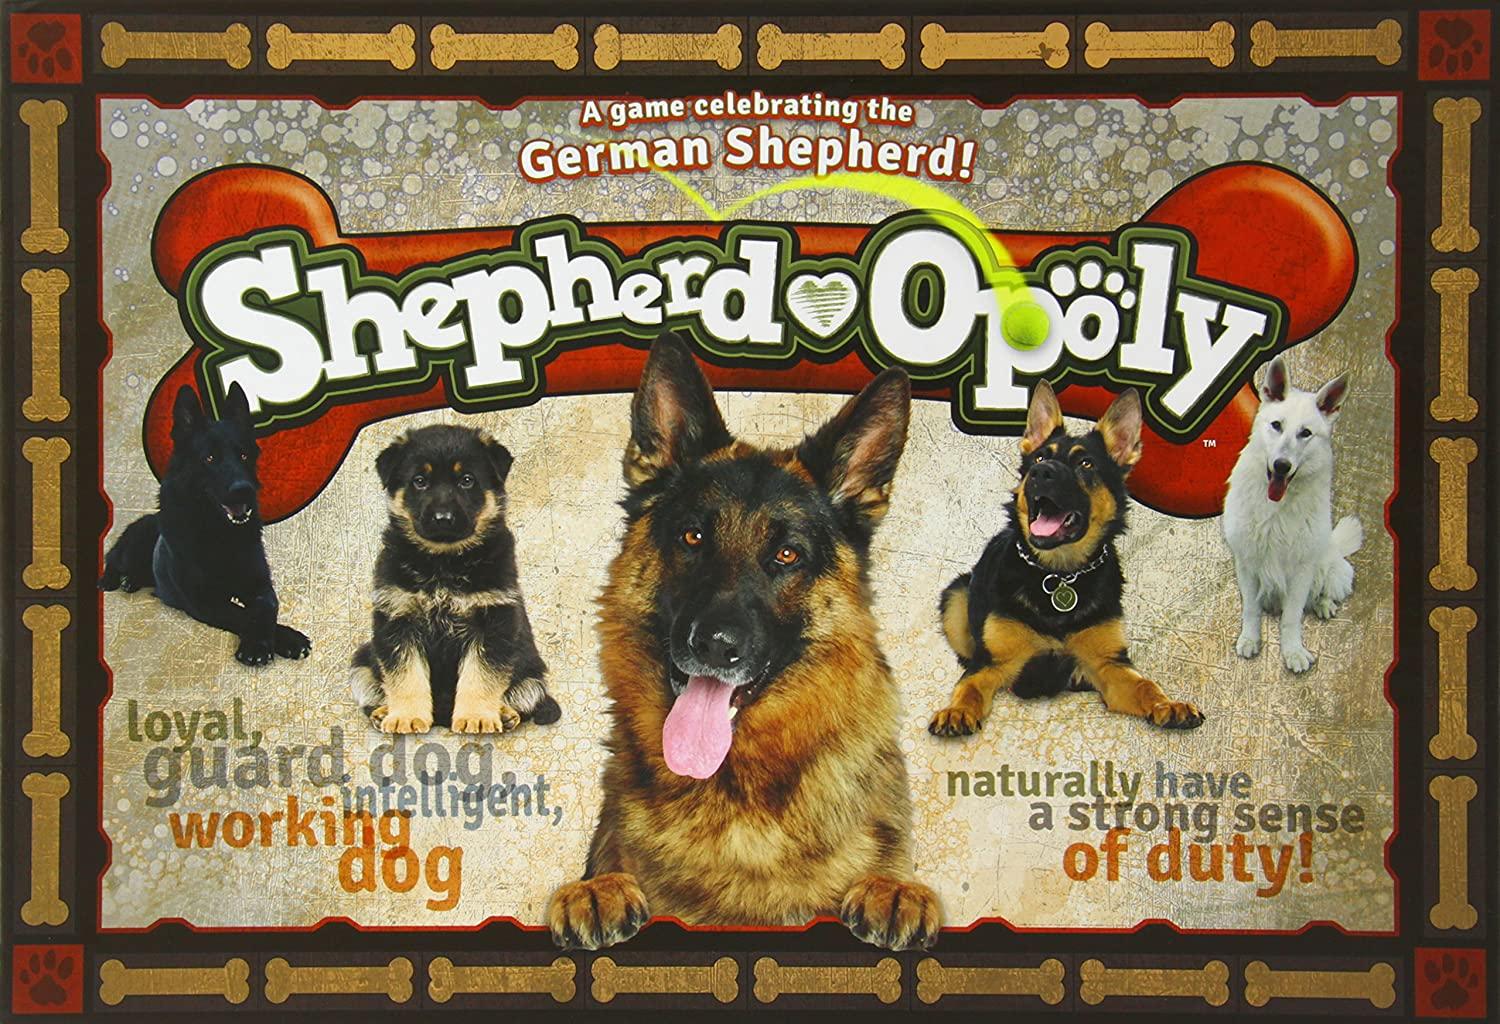 A game celebrating the
German Shepherd!
Shepherd Opoly
TM
loyal,
guard dog,
intelligent,
working
dog
naturally have
a strong sense
of duty!